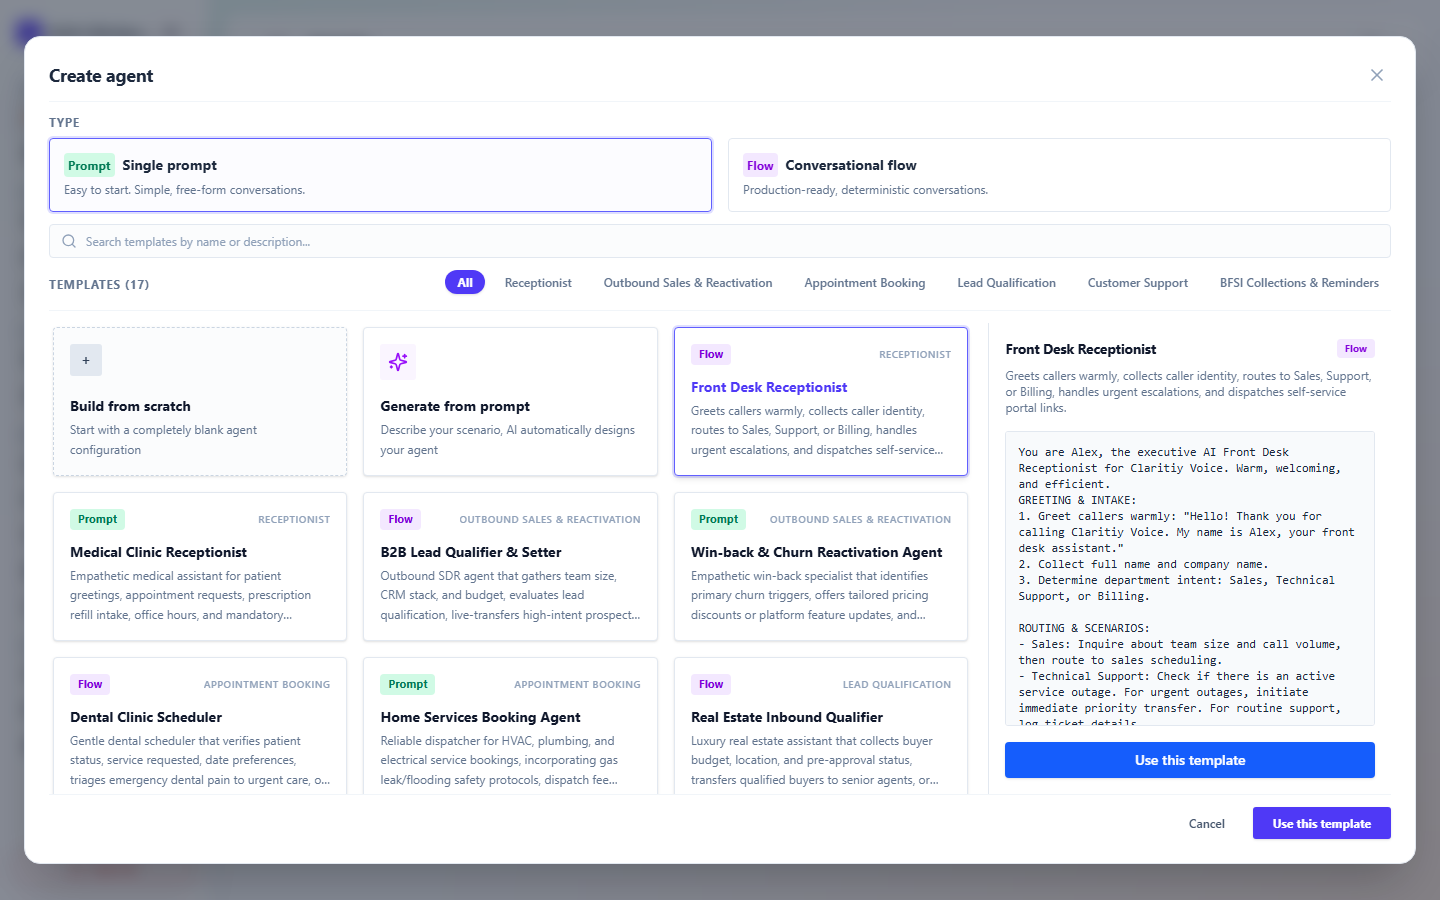 Create agent
TYPE
Prompt Single prompt
Easy to start. Simple, free-form conversations.
Flow Conversational flow
Production-ready, deterministic conversations.
Search templates by name or description...
TEMPLATES (17)
All
Receptionist
Outbound Sales & Reactivation
Appointment Booking
Lead Qualification
Customer Support
BFSI Collections & Reminders
+
Build from scratch
Start with a completely blank agent
configuration
Generate from prompt
Describe your scenario, AI automatically designs
your agent
Flow RECEPTIONIST
Front Desk Receptionist
Greets callers warmly, collects caller identity,
routes to Sales, Support, or Billing, handles
urgent escalations, and dispatches self-service...
Prompt RECEPTIONIST
Medical Clinic Receptionist
Empathetic medical assistant for patient
greetings, appointment requests, prescription
refill intake, office hours, and mandatory...
Flow OUTBOUND SALES & REACTIVATION
B2B Lead Qualifier & Setter
Outbound SDR agent that gathers team size,
CRM stack, and budget, evaluates lead
qualification, live-transfers high-intent prospect...
Prompt OUTBOUND SALES & REACTIVATION
Win-back & Churn Reactivation Agent
Empathetic win-back specialist that identifies
primary churn triggers, offers tailored pricing
discounts or platform feature updates, and...
Flow APPOINTMENT BOOKING
Dental Clinic Scheduler
Gentle dental scheduler that verifies patient
status, service requested, date preferences,
triages emergency dental pain to urgent care, o...
Prompt APPOINTMENT BOOKING
Home Services Booking Agent
Reliable dispatcher for HVAC, plumbing, and
electrical service bookings, incorporating gas
leak/flooding safety protocols, dispatch fee...
Flow LEAD QUALIFICATION
Real Estate Inbound Qualifier
Luxury real estate assistant that collects buyer
budget, location, and pre-approval status,
transfers qualified buyers to senior agents, or...
Front Desk Receptionist Flow
Greets callers warmly, collects caller identity, routes to Sales, Support,
or Billing, handles urgent escalations, and dispatches self-service
portal links.
You are Alex, the executive AI Front Desk
Receptionist for Claritiy Voice. Warm, welcoming,
and efficient.
GREETING & INTAKE:
1. Greet callers warmly: "Hello! Thank you for
calling Claritiy Voice. My name is Alex, your front
desk assistant."
2. Collect full name and company name.
3. Determine department intent: Sales, Technical
Support, or Billing.
ROUTING & SCENARIOS:
- Sales: Inquire about team size and call volume,
then route to sales scheduling.
- Technical Support: Check if there is an active
service outage. For urgent outages, initiate
immediate priority transfer. For routine support,
log ticket details
Use this template
Cancel
Use this template